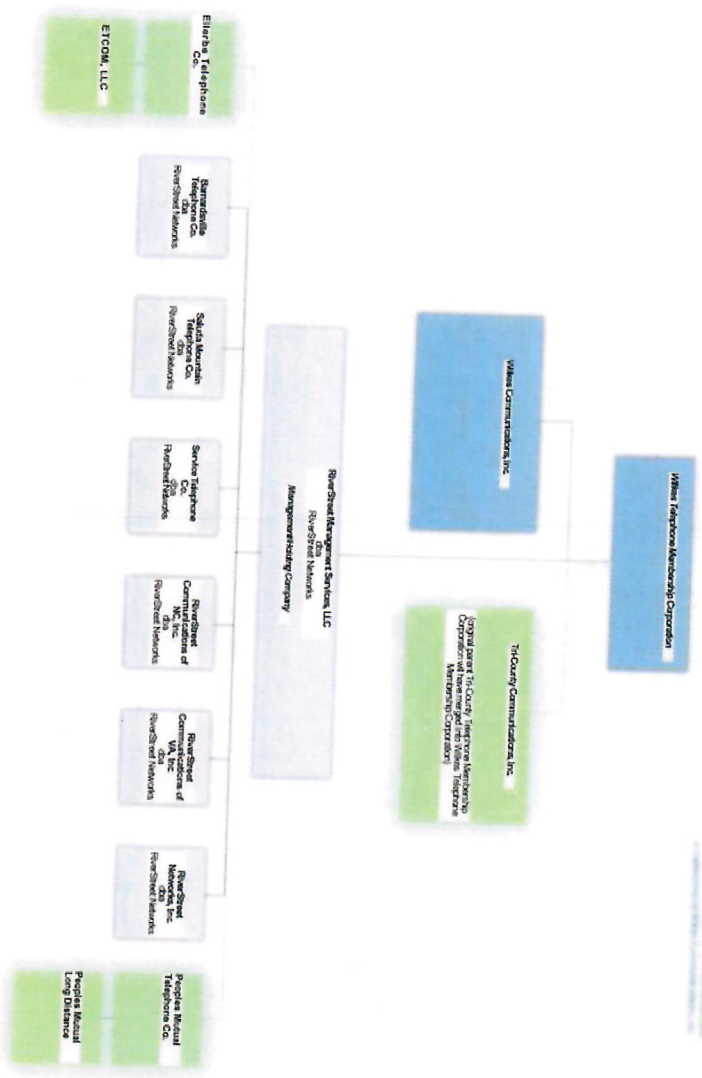 Wilkes Telephone Membership Corporation
Wilkes Communications, Inc.
Tri-County Communications, Inc.
(original parent Tri-County Telephone Membership
Corporation will have merged into Wilkes Telephone
Membership Corporation)
RiverStreet Management Services, LLC
dba
RiverStreet Networks
Management/Holding Company
Ellerbe Telephone
Co.
ETCOM, LLC
Barnardsville
Telephone Co.
dba
RiverStreet Networks
Saluda Mountain
Telephone Co.
dba
RiverStreet Networks
Service Telephone
Co.
dba
RiverStreet Networks
RiverStreet
Communications of
NC, Inc.
dba
RiverStreet Networks
RiverStreet
Communications of
VA, Inc.
dba
RiverStreet Networks
RiverStreet
Networks, Inc.
dba
RiverStreet Networks
Peoples Mutual
Telephone Co.
Peoples Mutual
Long Distance